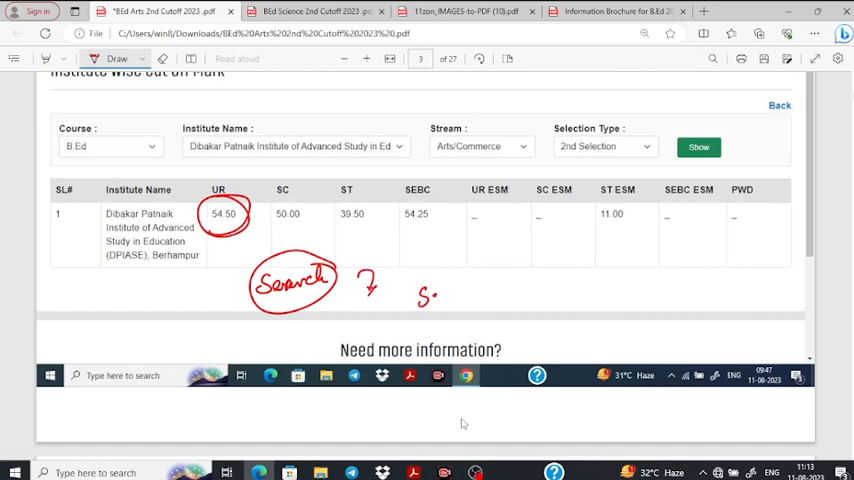 Sign in
*BEd Arts 2nd Cutoff 2023 .pdf
BEd Science 2nd Cutoff 2023 .pdf
11zon_IMAGES-to-PDF (10).pdf
Information Brochure for B.Ed 20
File
C:/Users/win8/Downloads/BEd%20Arts%202nd%20Cutoff%202023%20.pdf
Draw
Read aloud
3 of 27
Institute wise cut off Mark
Back
Course : Institute Name : Stream : Selection Type :
B.Ed Dibakar Patnaik Institute of Advanced Study in Ed Arts/Commerce 2nd Selection Show
SL# Institute Name UR SC ST SEBC UR ESM SC ESM ST ESM SEBC ESM PWD
1 Dibakar Patnaik 54.50 50.00 39.50 54.25 _ _ 11.00 _ _
Institute of Advanced
Study in Education
(DPIASE), Berhampur
Search
Need more information?
Type here to search
31°C Haze
ENG
09:47
11-08-2023
Type here to search
32°C Haze
ENG
11:13
11-08-2023